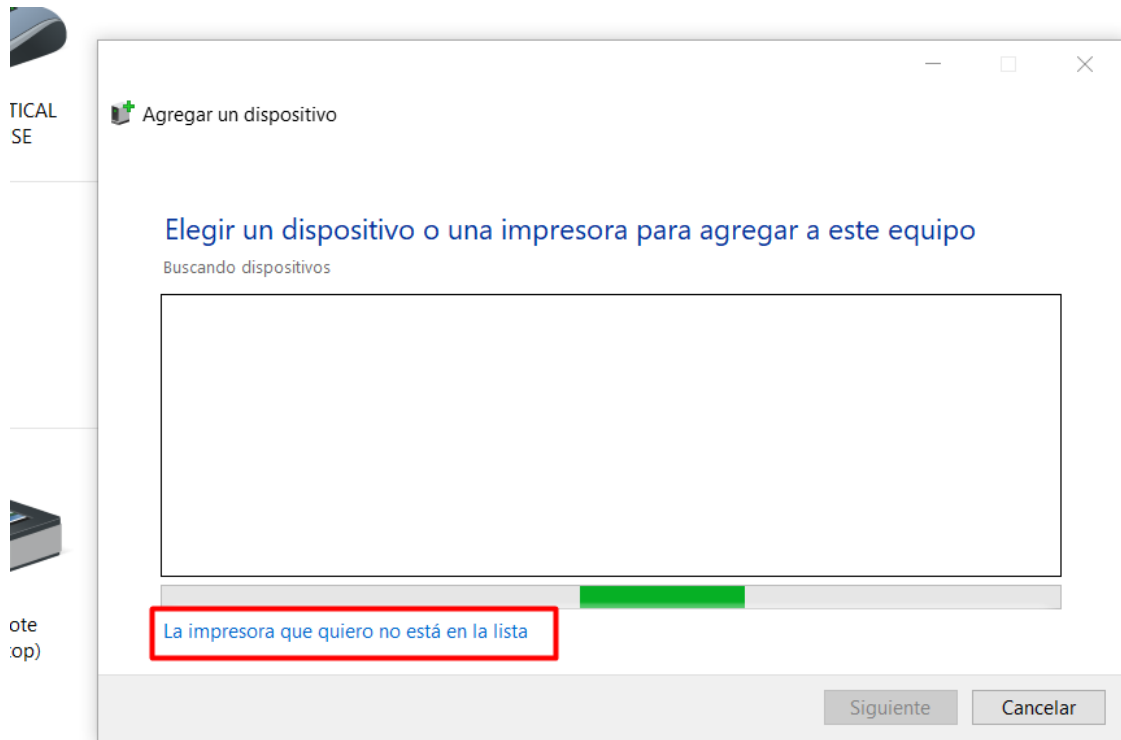 TICAL
SE
Agregar un dispositivo
Elegir un dispositivo o una impresora para agregar a este equipo
Buscando dispositivos
La impresora que quiero no está en la lista
ote
top)
Siguiente
Cancelar